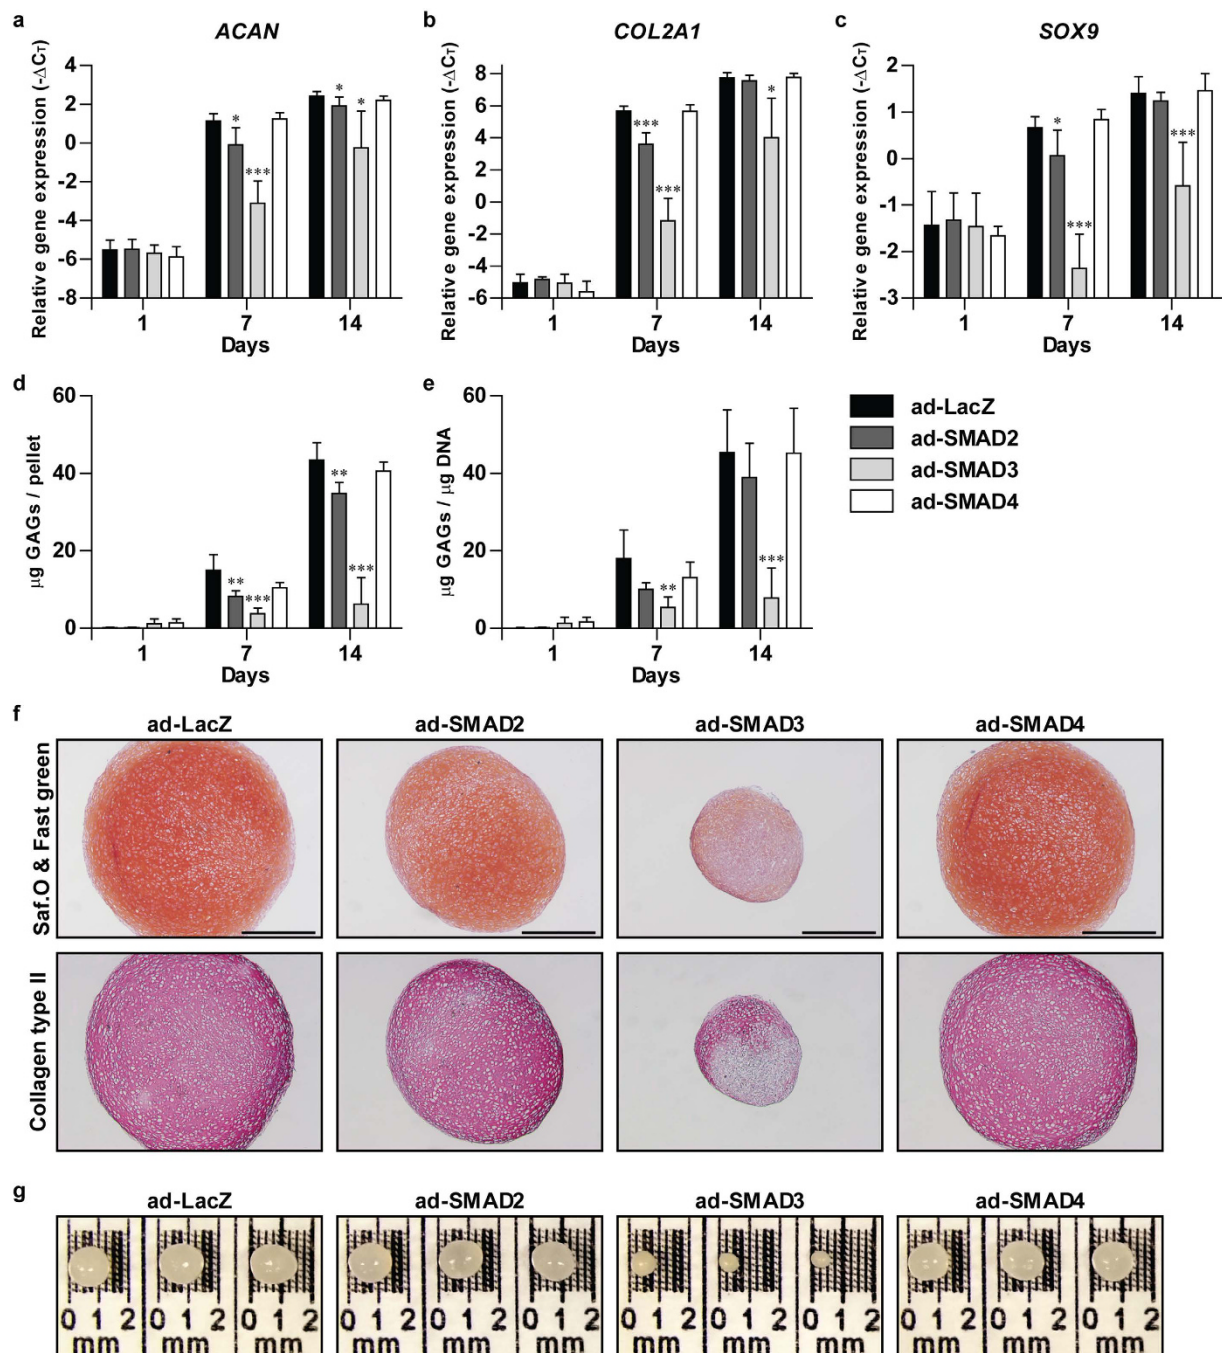 a
ACAN
Relative gene expression (-ΔCT)
4
2
0
-2
-4
-6
-8
*
***
*
*
1 7 14
Days
b
COL2A1
Relative gene expression (-ΔCT)
8
6
4
2
0
-2
-4
-6
***
***
*
1 7 14
Days
c
SOX9
Relative gene expression (-ΔCT)
2
1
0
-1
-2
-3
*
***
***
1 7 14
Days
d
µg GAGs / pellet
60
40
20
0
**
***
**
***
1 7 14
Days
e
µg GAGs / µg DNA
60
40
20
0
**
***
1 7 14
Days
ad-LacZ
ad-SMAD2
ad-SMAD3
ad-SMAD4
f
ad-LacZ ad-SMAD2 ad-SMAD3 ad-SMAD4
Saf.O & Fast green
Collagen type II
g
ad-LacZ ad-SMAD2 ad-SMAD3 ad-SMAD4
0 1 2 0 1 2 0 1 2 0 1 2 0 1 2 0 1 2 0 1 2 0 1 2 0 1 2 0 1 2 0 1 2 0 1 2
mm mm mm mm mm mm mm mm mm mm mm mm